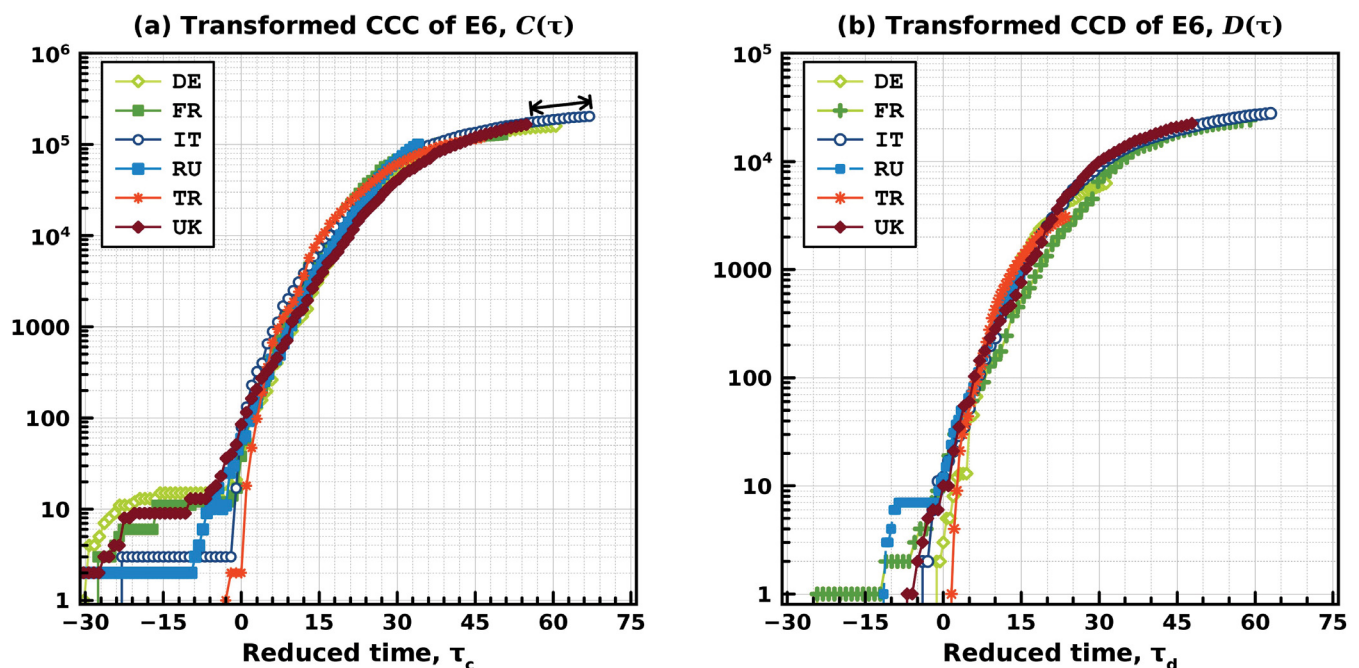 (a) Transformed CCC of E6, C(τ)
10⁶
10⁵
10⁴
1000
100
10
1
DE
FR
IT
RU
TR
UK
−30 −15 0 15 30 45 60 75
Reduced time, τ_c
(b) Transformed CCD of E6, D(τ)
10⁵
10⁴
1000
100
10
1
DE
FR
IT
RU
TR
UK
−30 −15 0 15 30 45 60 75
Reduced time, τ_d